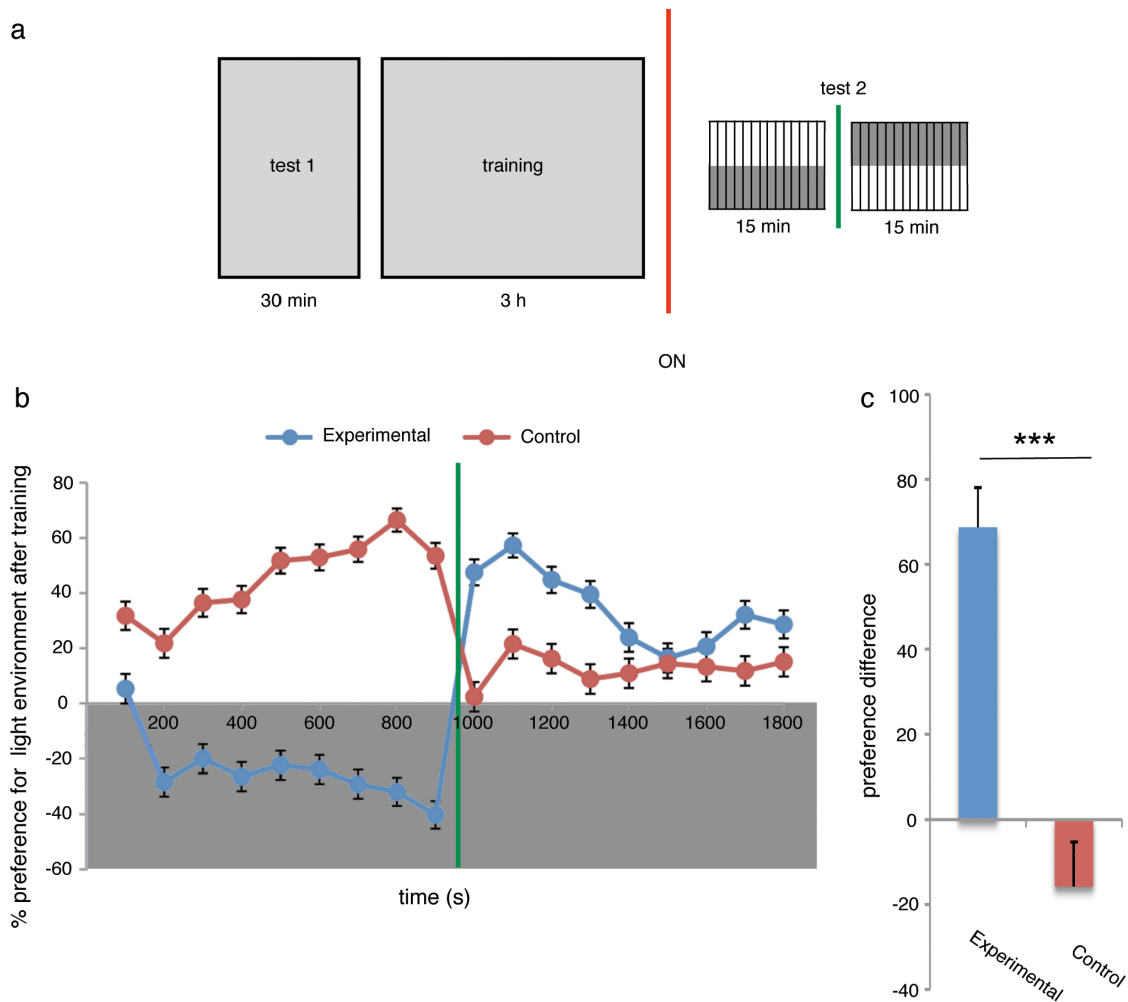 a
test 1
training
30 min
3 h
ON
test 2
15 min
15 min
b
Experimental
Control
% preference for light environment after training
80
60
40
20
0
-20
-40
-60
200
400
600
800
1000
1200
1400
1600
1800
time (s)
c
***
preference difference
100
80
60
40
20
0
-20
-40
Experimental
Control